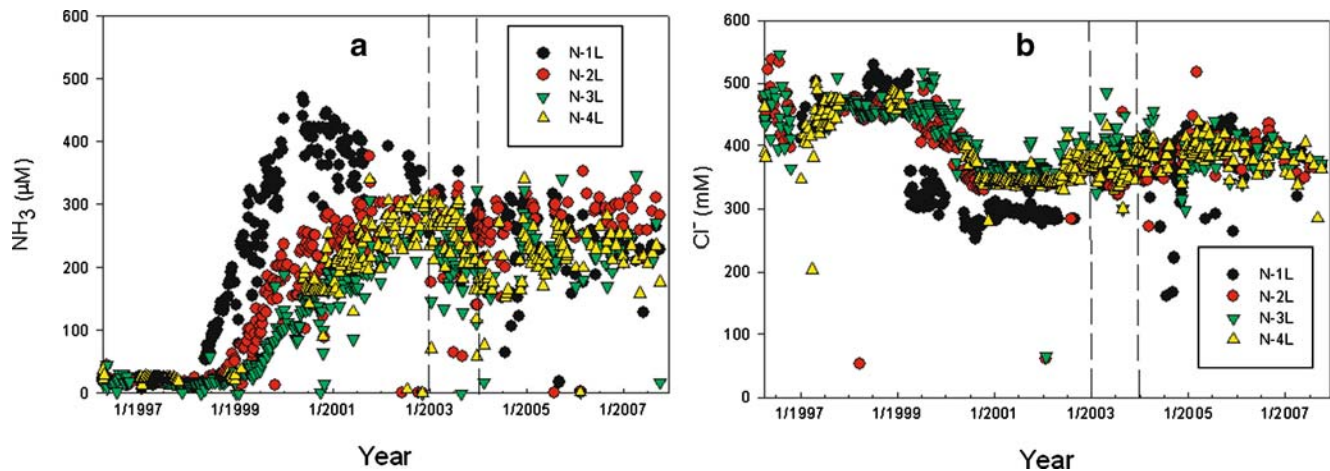 a
600
500
400
300
200
100
0
NH3 (µM)
N-1L
N-2L
N-3L
N-4L
1/1997
1/1999
1/2001
1/2003
1/2005
1/2007
Year
b
600
500
400
300
200
100
0
Cl⁻ (mM)
N-1L
N-2L
N-3L
N-4L
1/1997
1/1999
1/2001
1/2003
1/2005
1/2007
Year